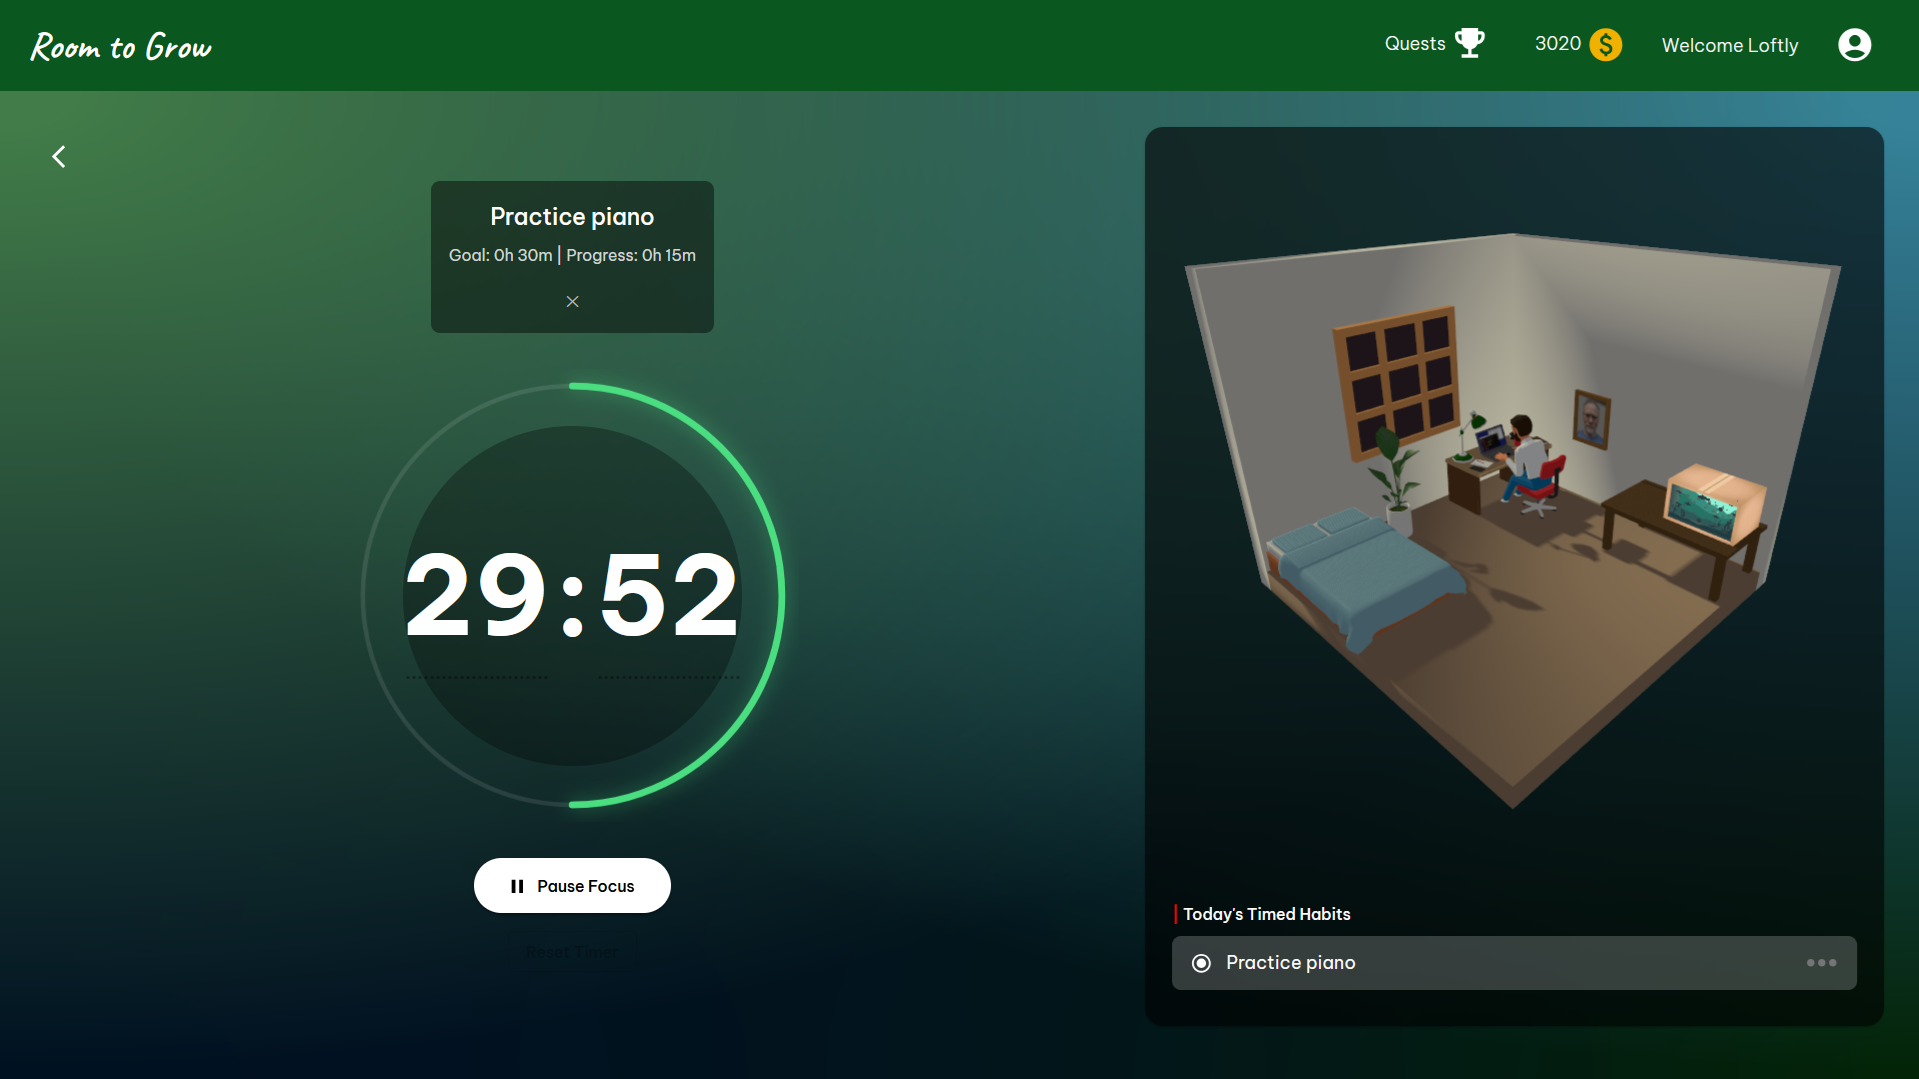 Room to Grow
Quests
3020
Welcome Loftly
Practice piano
Goal: 0h 30m | Progress: 0h 15m
29:52
Pause Focus
Reset Timer
Today's Timed Habits
Practice piano